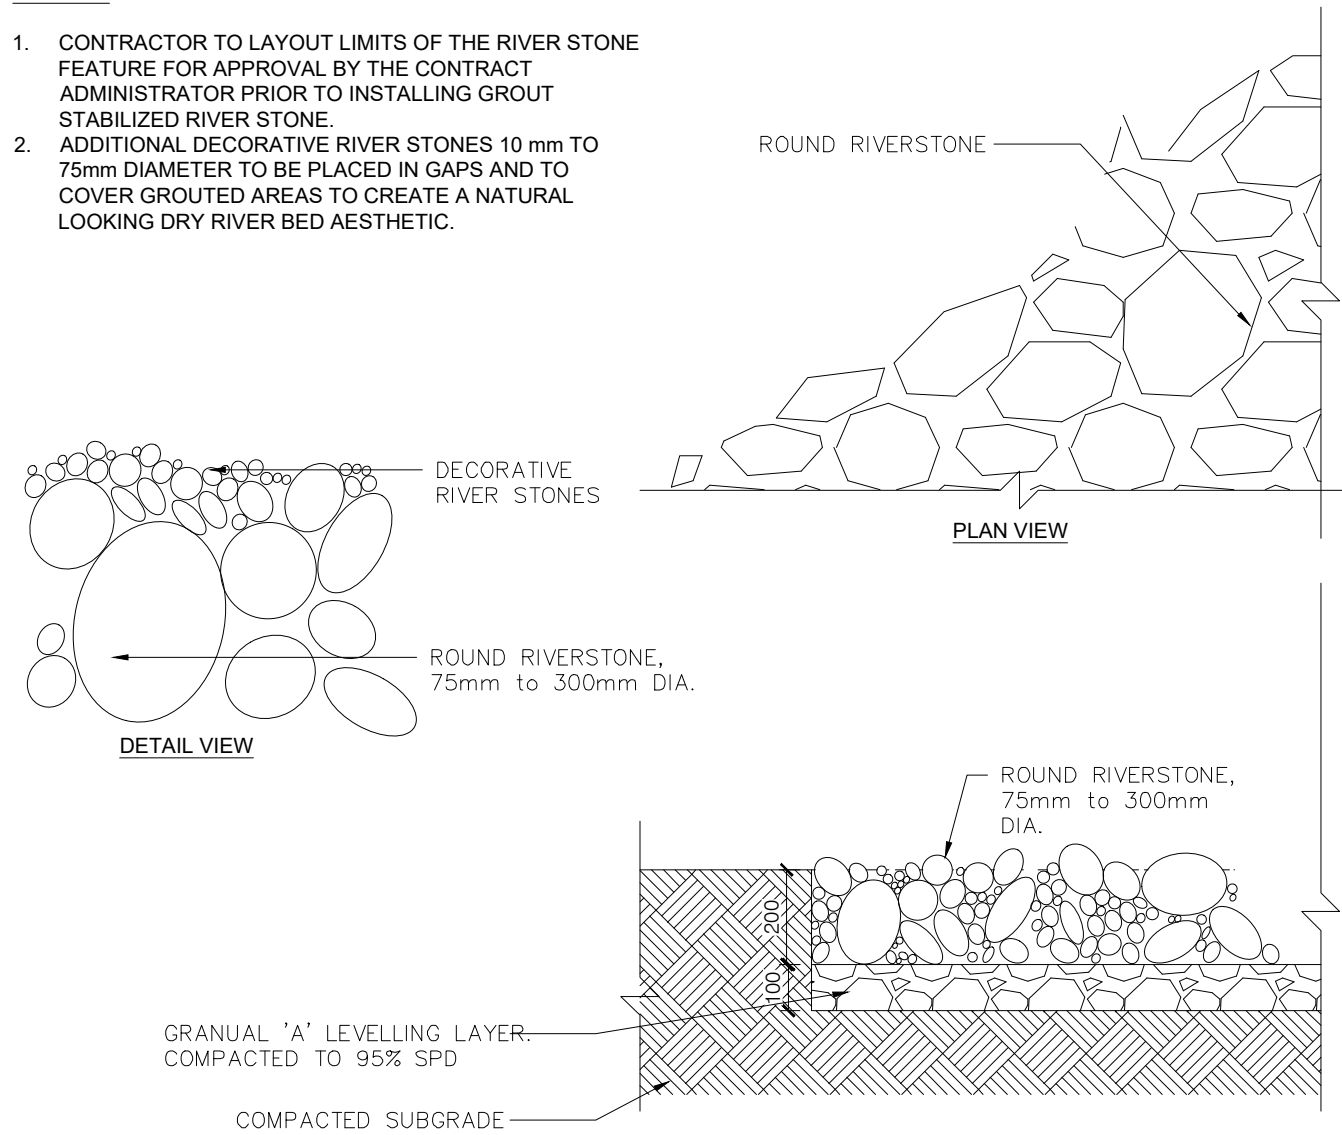 1. CONTRACTOR TO LAYOUT LIMITS OF THE RIVER STONE
FEATURE FOR APPROVAL BY THE CONTRACT
ADMINISTRATOR PRIOR TO INSTALLING GROUT
STABILIZED RIVER STONE.
2. ADDITIONAL DECORATIVE RIVER STONES 10 mm TO
75mm DIAMETER TO BE PLACED IN GAPS AND TO
COVER GROUTED AREAS TO CREATE A NATURAL
LOOKING DRY RIVER BED AESTHETIC.
ROUND RIVERSTONE
PLAN VIEW
DECORATIVE
RIVER STONES
ROUND RIVERSTONE,
75mm to 300mm DIA.
DETAIL VIEW
ROUND RIVERSTONE,
75mm to 300mm
DIA.
200
100
GRANUAL 'A' LEVELLING LAYER.
COMPACTED TO 95% SPD
COMPACTED SUBGRADE